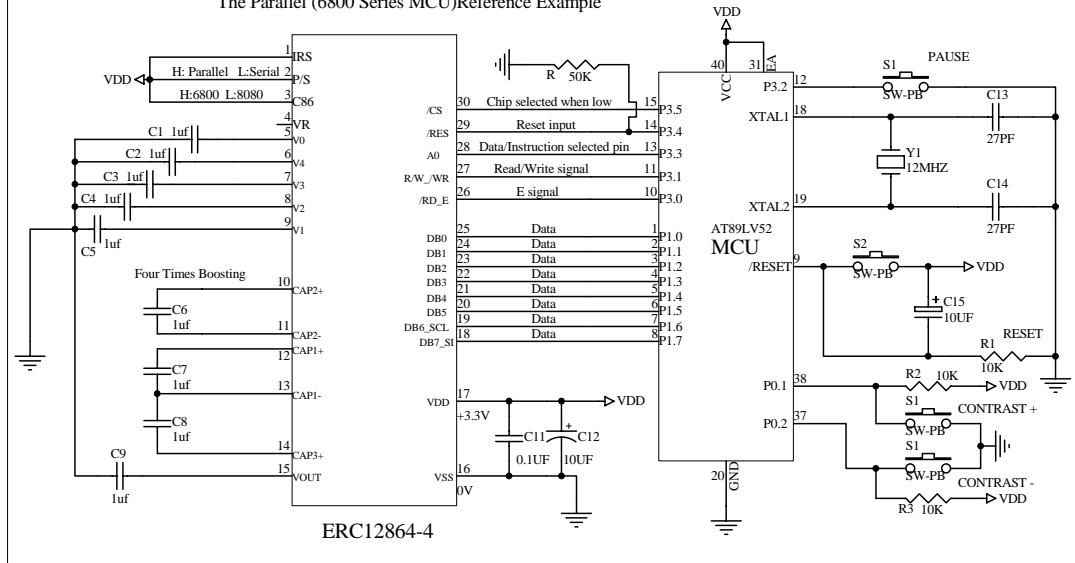 The Parallel (6800 Series MCU)Reference Example
VDD
1
IRS
H: Parallel L:Serial 2
P/S
H:6800 L:8080
3
C86
4
VR
5
V0
6
V4
7
V3
8
V2
9
V1
C1 1uf
C2 1uf
C3 1uf
C4 1uf
C5
1uf
Four Times Boosting
10
CAP2+
C6
1uf
11
CAP2-
CAP1+
12
C7
1uf
13
CAP1-
C8
1uf
14
CAP3+
C9
15
VOUT
1uf
/CS
30
Chip selected when low
15
P3.5
/RES
29
Reset input
14
P3.4
A0
28
Data/Instruction selected pin
13
P3.3
R/W_/WR
27
Read/Write signal
11
P3.1
/RD_E
26
E signal
10
P3.0
DB0
25
Data
1
P1.0
DB1
24
Data
2
P1.1
DB2
23
Data
3
P1.2
DB3
22
Data
4
P1.3
DB4
21
Data
5
P1.4
DB5
20
Data
6
P1.5
DB6_SCL
19
Data
7
P1.6
DB7_SI
18
Data
8
P1.7
R 50K
VDD
17
+3.3V
VDD
C11
0.1UF
+
C12
10UF
VSS
16
0V
ERC12864-4
VDD
40
VCC
31
EA
P3.2
12
S1
SW-PB
PAUSE
XTAL1
18
C13
27PF
Y1
12MHZ
XTAL2
19
C14
27PF
AT89LV52
MCU
/RESET
9
S2
SW-PB
VDD
+
C15
10UF
R1
10K
RESET
P0.1
38
R2 10K
VDD
S1
SW-PB
CONTRAST +
P0.2
37
S1
SW-PB
CONTRAST -
R3 10K
VDD
20
GND